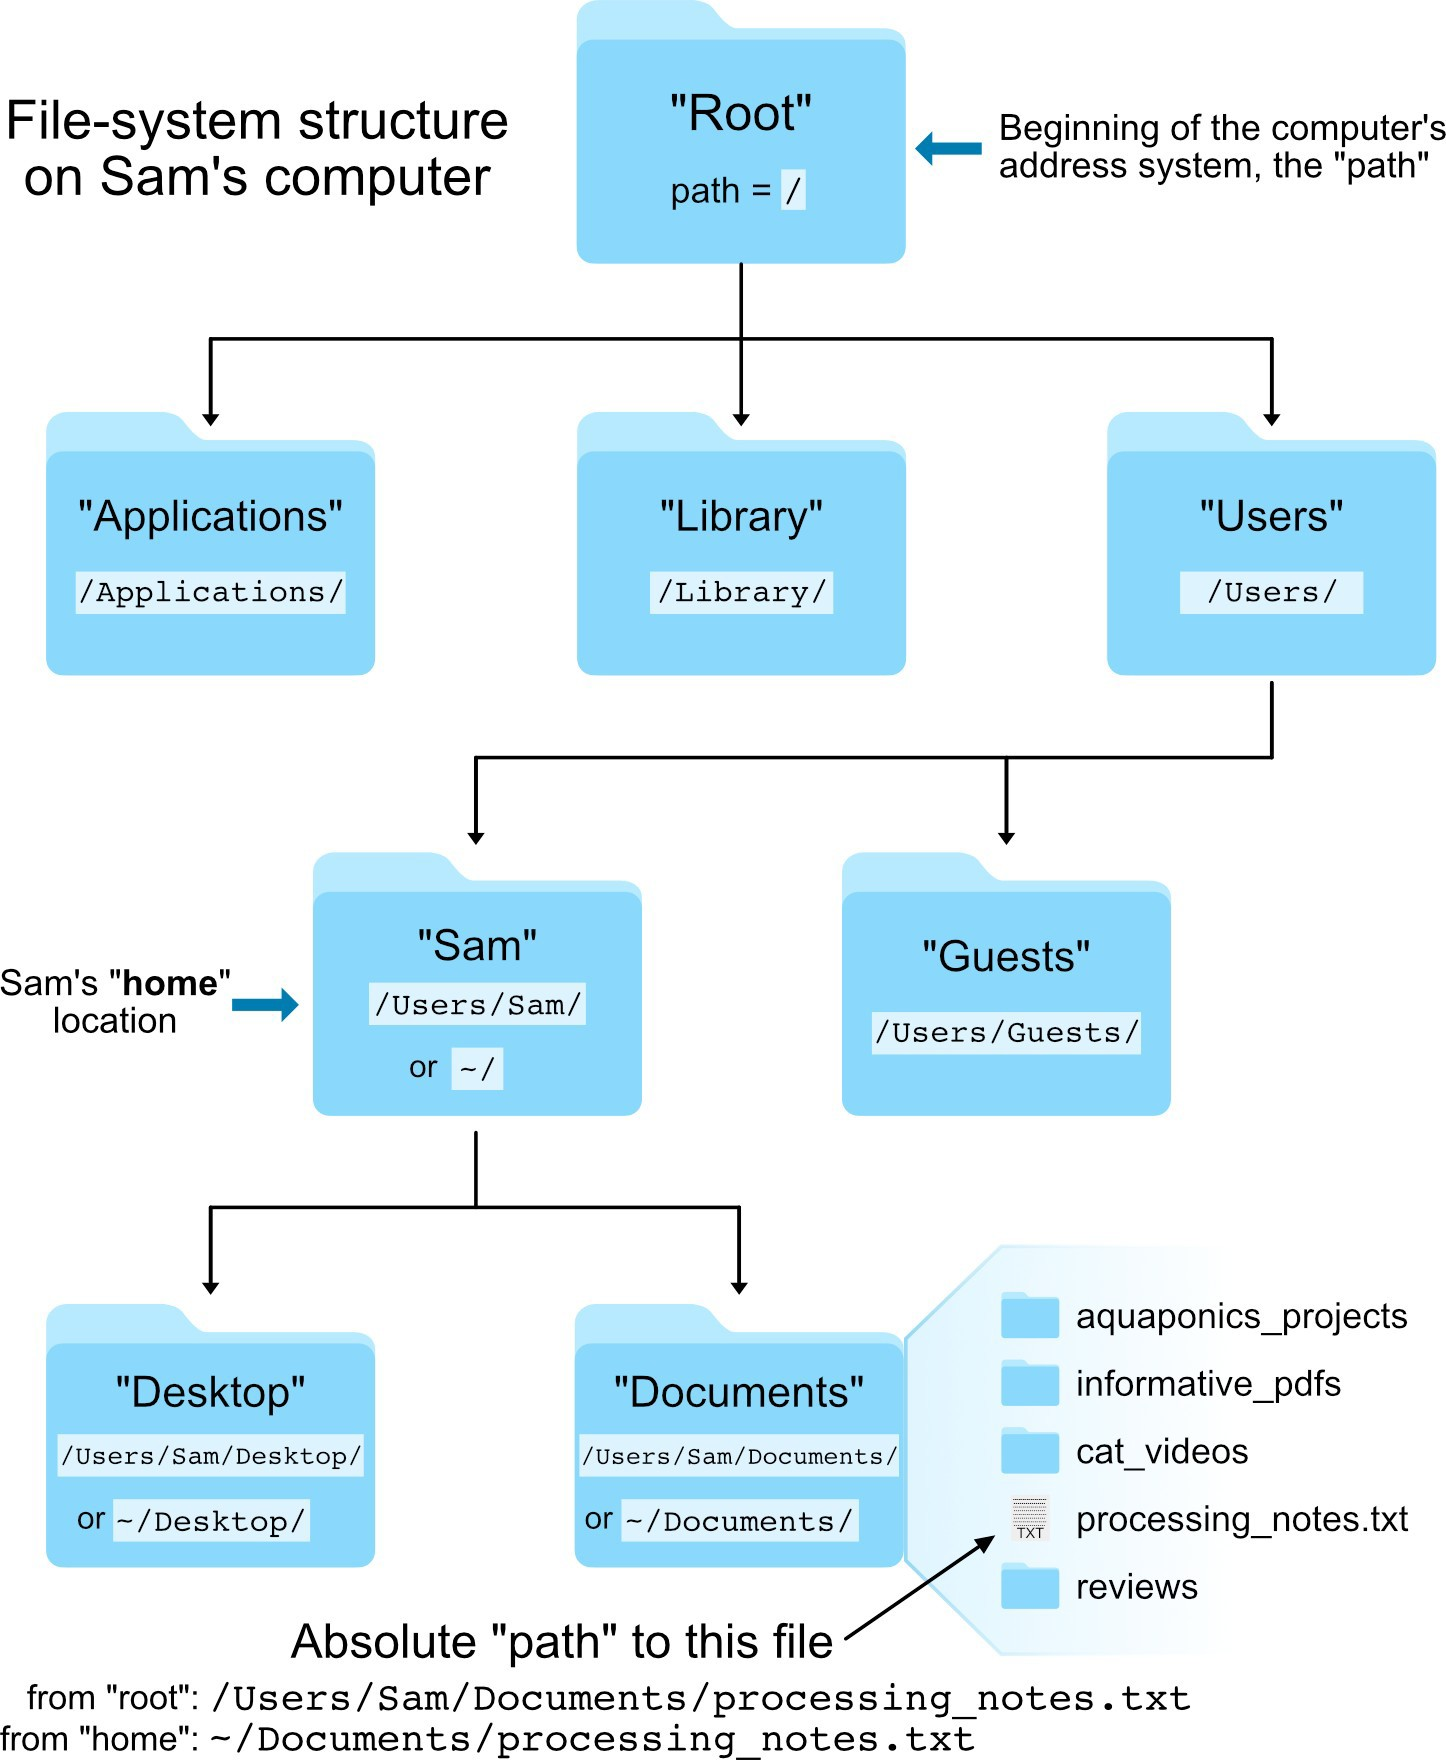 File-system structure
on Sam's computer
"Root"
path = /
Beginning of the computer's
address system, the "path"
"Applications"
/Applications/
"Library"
/Library/
"Users"
/Users/
Sam's "home"
location
"Sam"
/Users/Sam/
or ~/
"Guests"
/Users/Guests/
"Desktop"
/Users/Sam/Desktop/
or ~/Desktop/
"Documents"
/Users/Sam/Documents/
or ~/Documents/
aquaponics_projects
informative_pdfs
cat_videos
TXT
processing_notes.txt
reviews
Absolute "path" to this file
from "root": /Users/Sam/Documents/processing_notes.txt
from "home": ~/Documents/processing_notes.txt